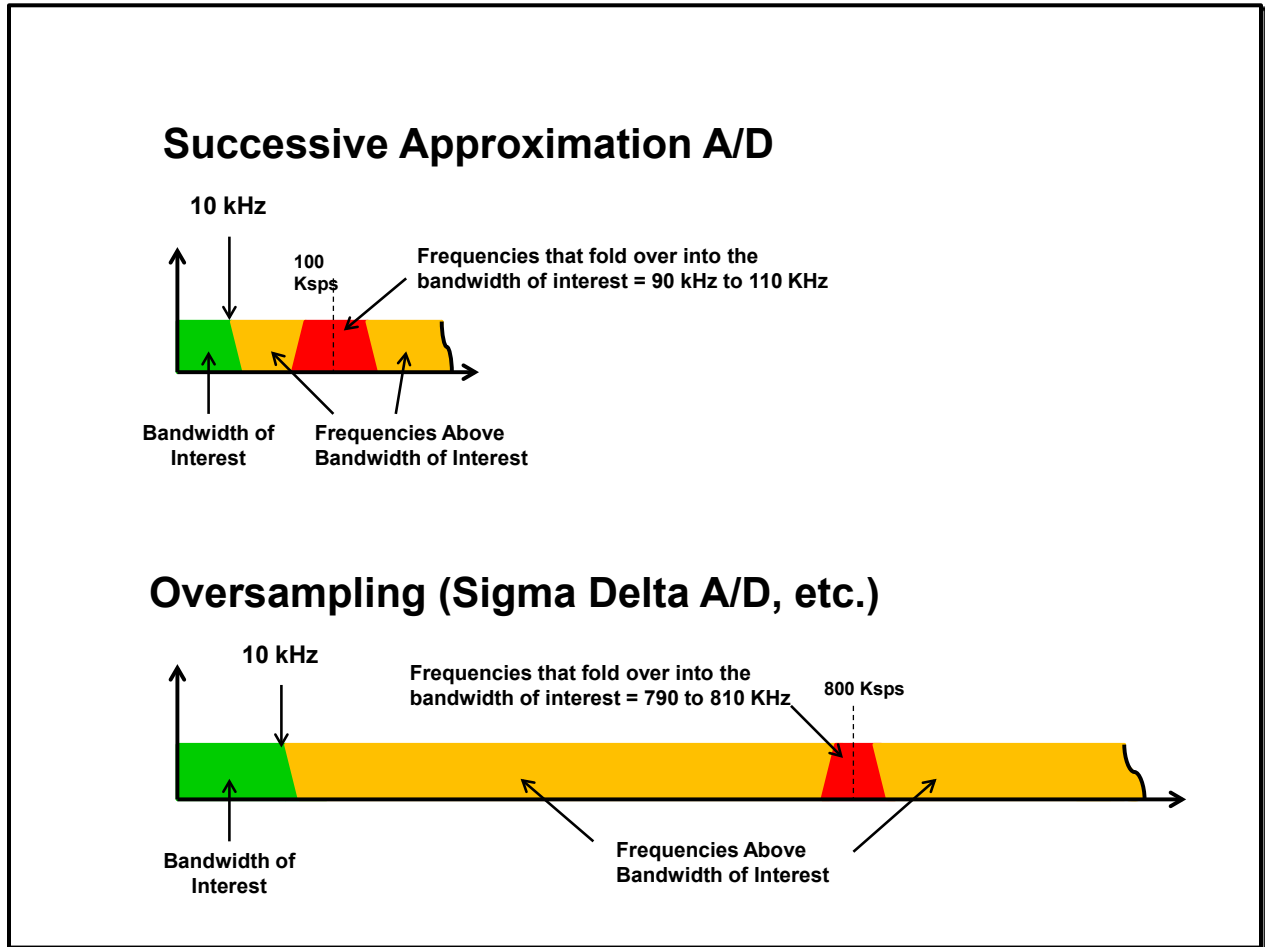 Successive Approximation A/D
10 kHz
100
Ksps
Frequencies that fold over into the
bandwidth of interest = 90 kHz to 110 KHz
Bandwidth of
Interest
Frequencies Above
Bandwidth of Interest
Oversampling (Sigma Delta A/D, etc.)
10 kHz
Frequencies that fold over into the
bandwidth of interest = 790 to 810 KHz
800 Ksps
Bandwidth of
Interest
Frequencies Above
Bandwidth of Interest